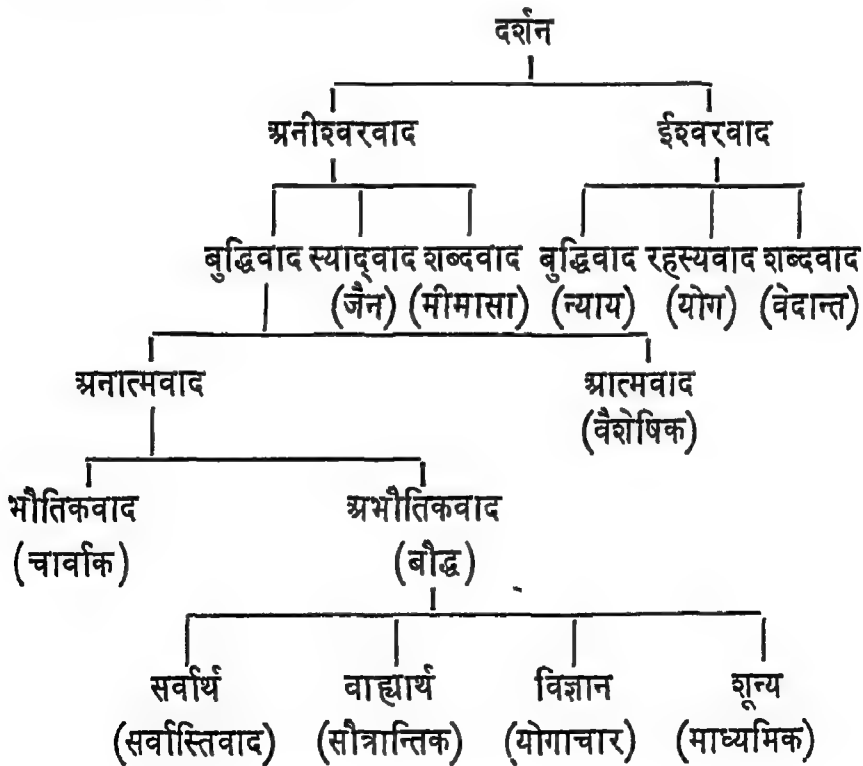 दर्शन
अनीश्वरवाद ईश्वरवाद
बुद्धिवाद स्याद्वाद शब्दवाद बुद्धिवाद रहस्यवाद शब्दवाद
(जैन) (मीमासा) (न्याय) (योग) (वेदान्त)
अनात्मवाद आत्मवाद
(वैशेषिक)
भौतिकवाद अभौतिकवाद
(चार्वाक) (बौद्ध)
सर्वार्थ वाह्यार्थ विज्ञान शून्य
(सर्वास्तिवाद) (सौत्रान्तिक) (योगाचार) (माध्यमिक)